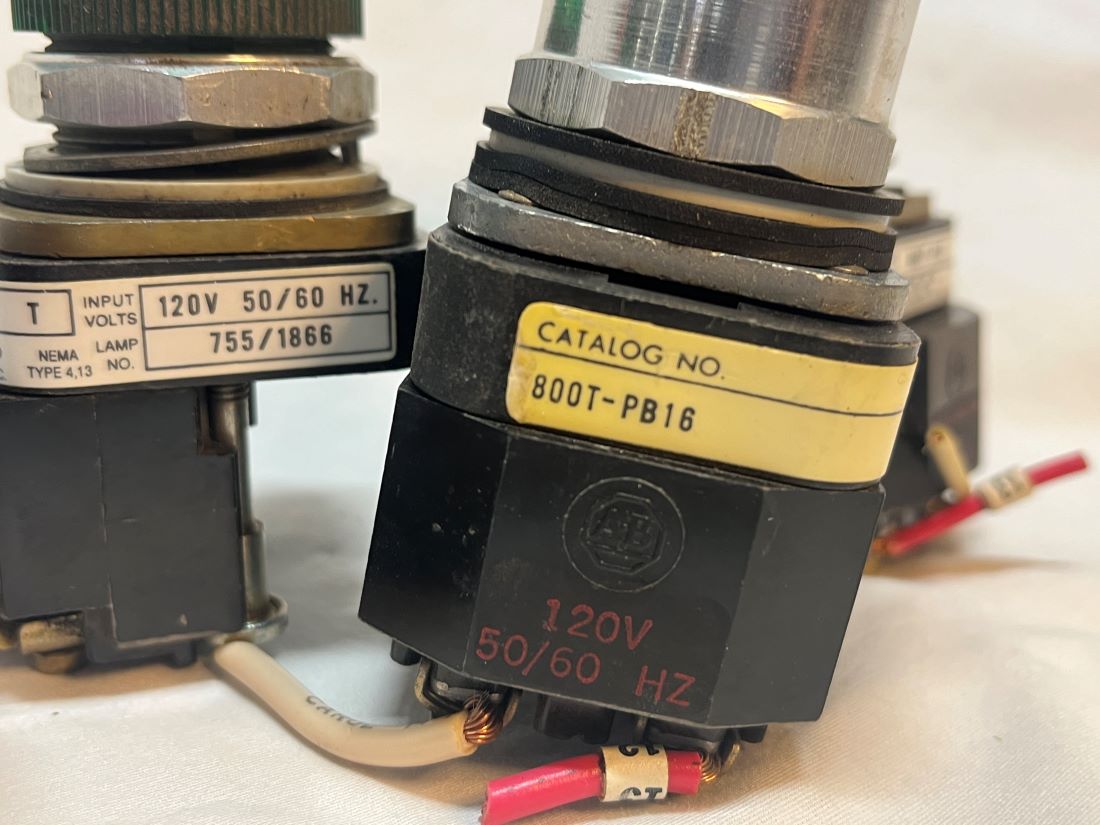 T
INPUT VOLTS
120V 50/60 HZ.
NEMA TYPE 4,13
LAMP NO.
755/1866
CATALOG NO.
800T-PB16
AB
120V
50/60 HZ